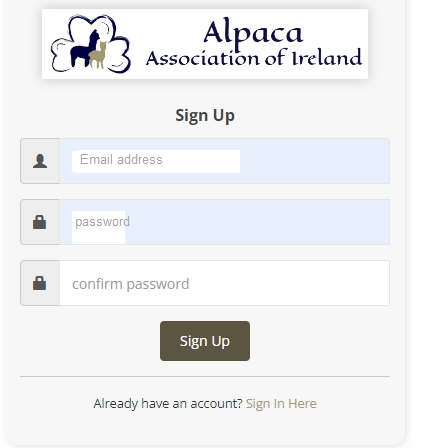 Alpaca
Association of Ireland
Sign Up
Email address
password
confirm password
Sign Up
Already have an account? Sign In Here